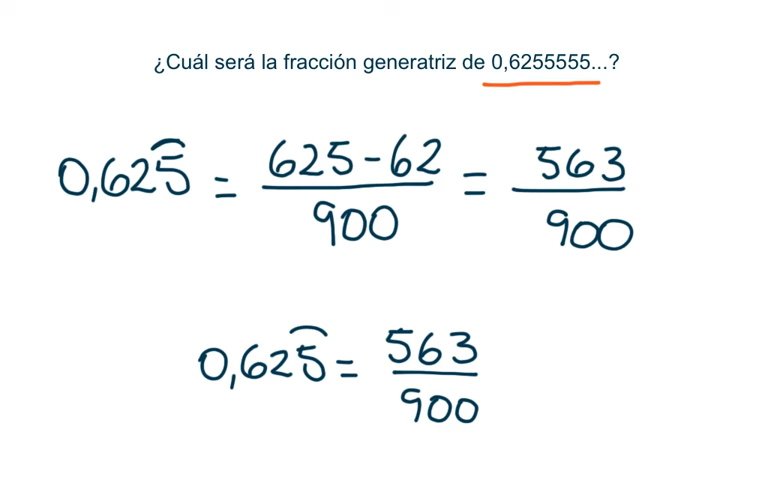 ¿Cuál será la fracción generatriz de 0,6255555...?
0,625̑ = (625 - 62)/900 = 563/900
0,625̑ = 563/900